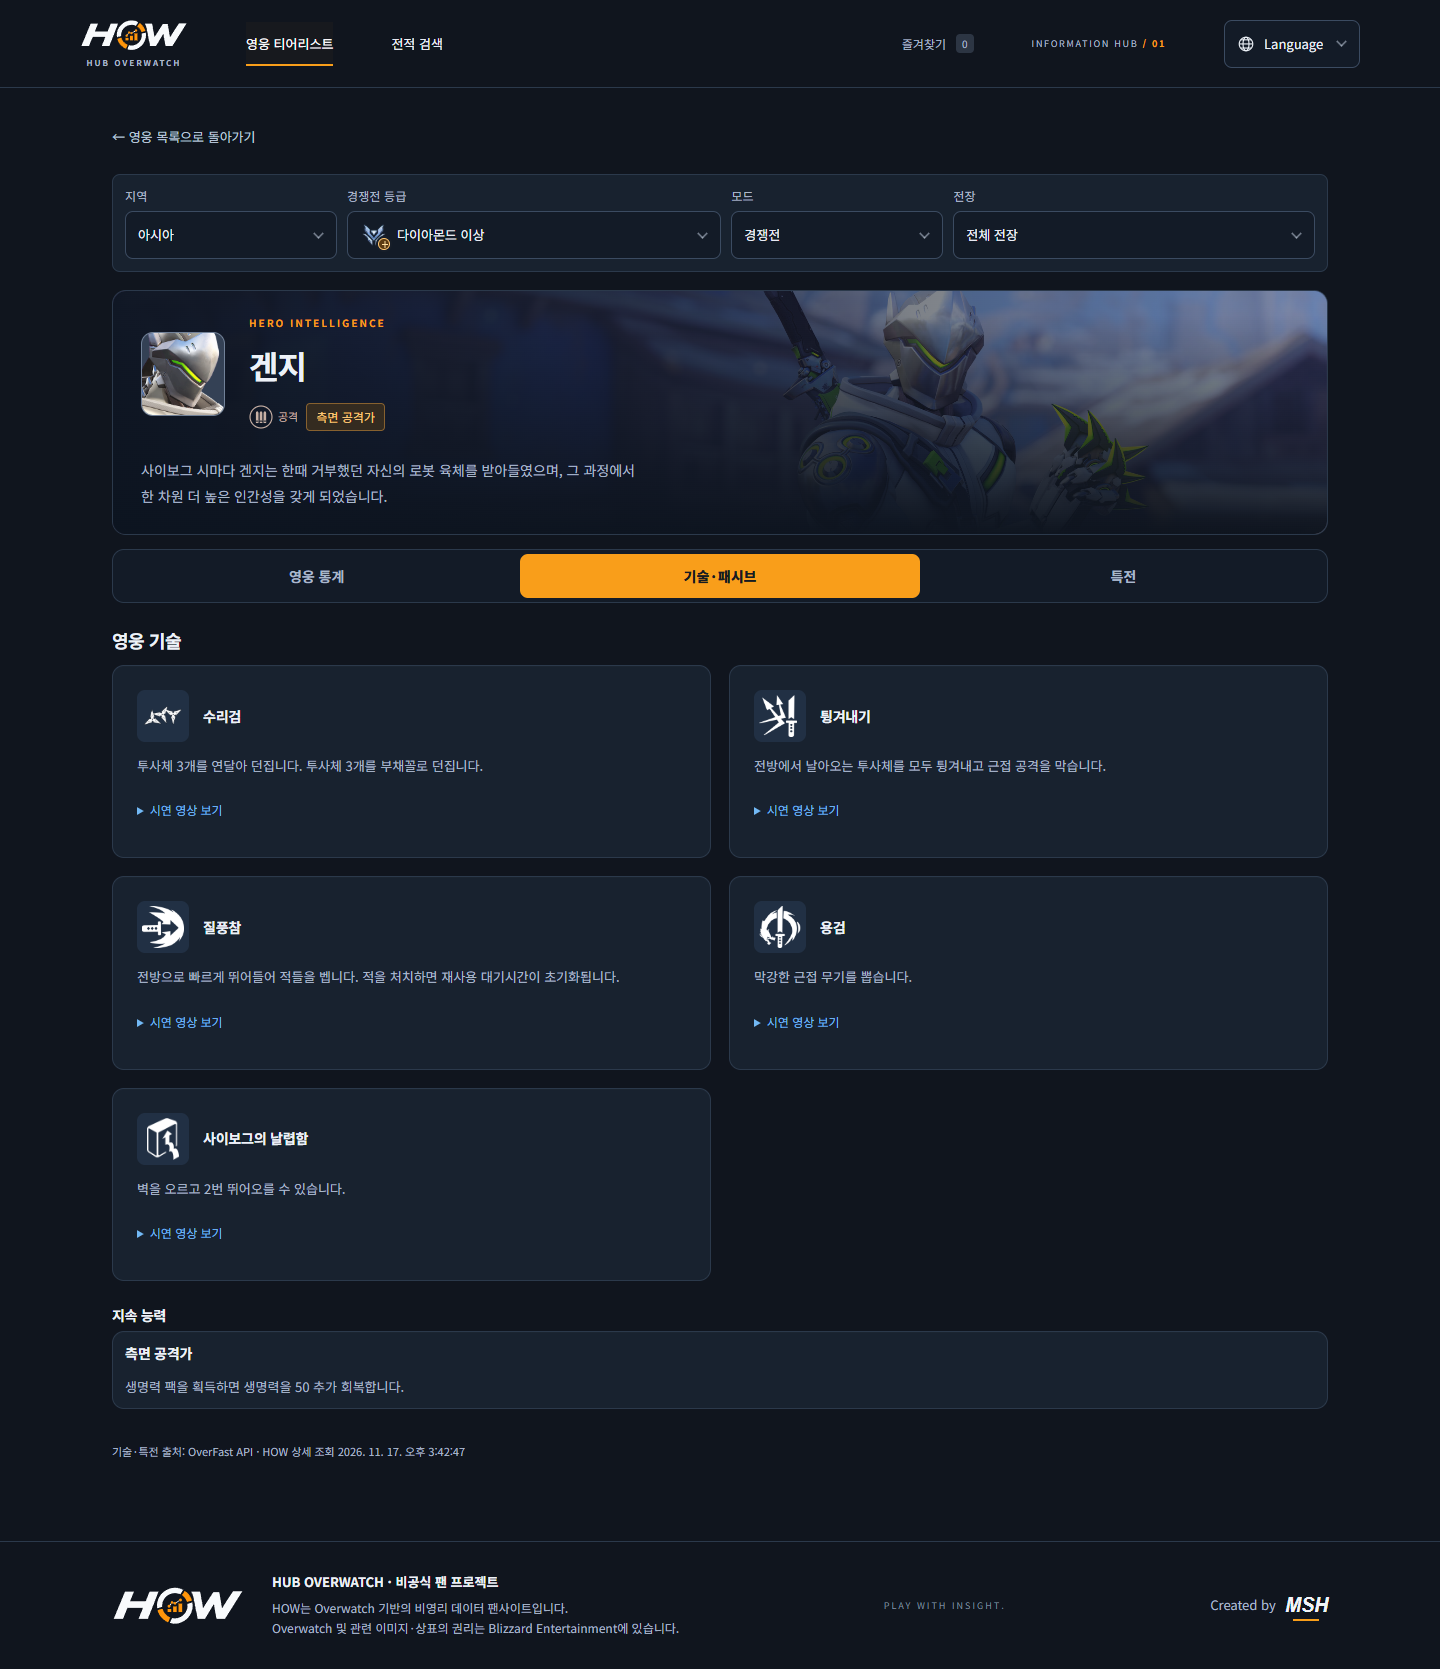 HOW
HUB OVERWATCH
영웅 티어리스트
전적 검색
즐겨찾기 0
INFORMATION HUB / 01
Language
← 영웅 목록으로 돌아가기
지역
경쟁전 등급
모드
전장
아시아
다이아몬드 이상
경쟁전
전체 전장
HERO INTELLIGENCE
겐지
공격
측면 공격가
사이보그 시마다 겐지는 한때 거부했던 자신의 로봇 육체를 받아들였으며, 그 과정에서
한 차원 더 높은 인간성을 갖게 되었습니다.
영웅 통계
기술·패시브
특전
영웅 기술
수리검
투사체 3개를 연달아 던집니다. 투사체 3개를 부채꼴로 던집니다.
▶ 시연 영상 보기
튕겨내기
전방에서 날아오는 투사체를 모두 튕겨내고 근접 공격을 막습니다.
▶ 시연 영상 보기
질풍참
전방으로 빠르게 뛰어들어 적들을 벱니다. 적을 처치하면 재사용 대기시간이 초기화됩니다.
▶ 시연 영상 보기
용검
막강한 근접 무기를 뽑습니다.
▶ 시연 영상 보기
사이보그의 날렵함
벽을 오르고 2번 뛰어오를 수 있습니다.
▶ 시연 영상 보기
지속 능력
측면 공격가
생명력 팩을 획득하면 생명력을 50 추가 회복합니다.
기술·특전 출처: OverFast API · HOW 상세 조회 2026. 11. 17. 오후 3:42:47
HOW
HUB OVERWATCH · 비공식 팬 프로젝트
HOW는 Overwatch 기반의 비영리 데이터 팬사이트입니다.
Overwatch 및 관련 이미지·상표의 권리는 Blizzard Entertainment에 있습니다.
PLAY WITH INSIGHT.
Created by MSH